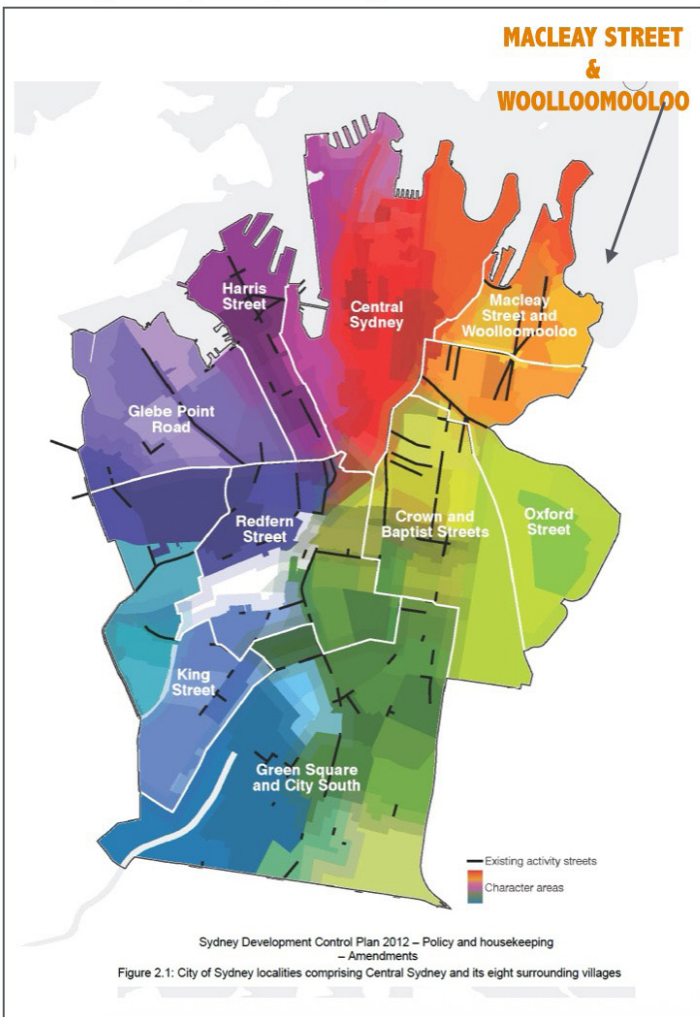 MACLEAY STREET
&
WOOLLOOMOOLOO
Harris
Street
Central
Sydney
Macleay
Street and
Woolloomooloo
Glebe Point
Road
Redfern
Street
Crown and
Baptist Streets
Oxford
Street
King
Street
Green Square
and City South
Existing activity streets
Character areas
Sydney Development Control Plan 2012 – Policy and housekeeping
– Amendments
Figure 2.1: City of Sydney localities comprising Central Sydney and its eight surrounding villages